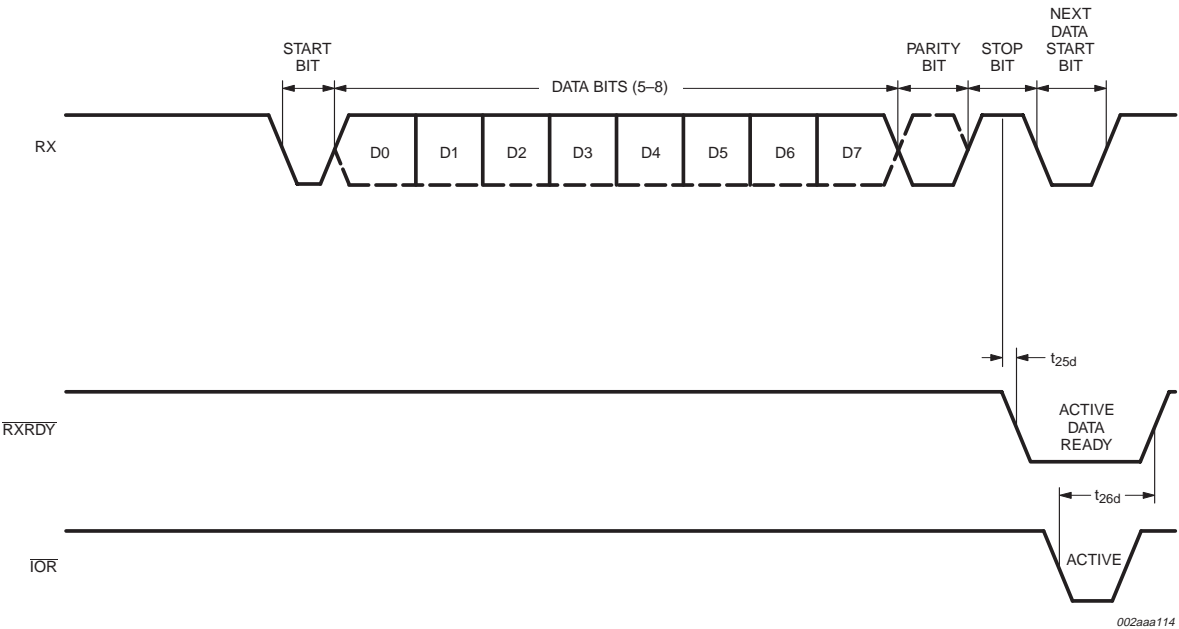 START
BIT
DATA BITS (5–8)
PARITY
BIT
STOP
BIT
NEXT
DATA
START
BIT
RX
D0
D1
D2
D3
D4
D5
D6
D7
t25d
RXRDY
ACTIVE
DATA
READY
t26d
IOR
ACTIVE
002aaa114